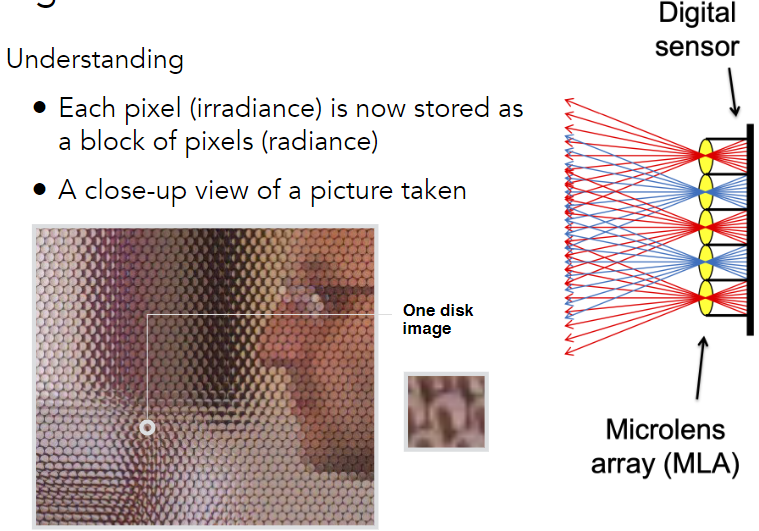 Understanding
• Each pixel (irradiance) is now stored as
a block of pixels (radiance)
• A close-up view of a picture taken
One disk
image
Digital
sensor
Microlens
array (MLA)